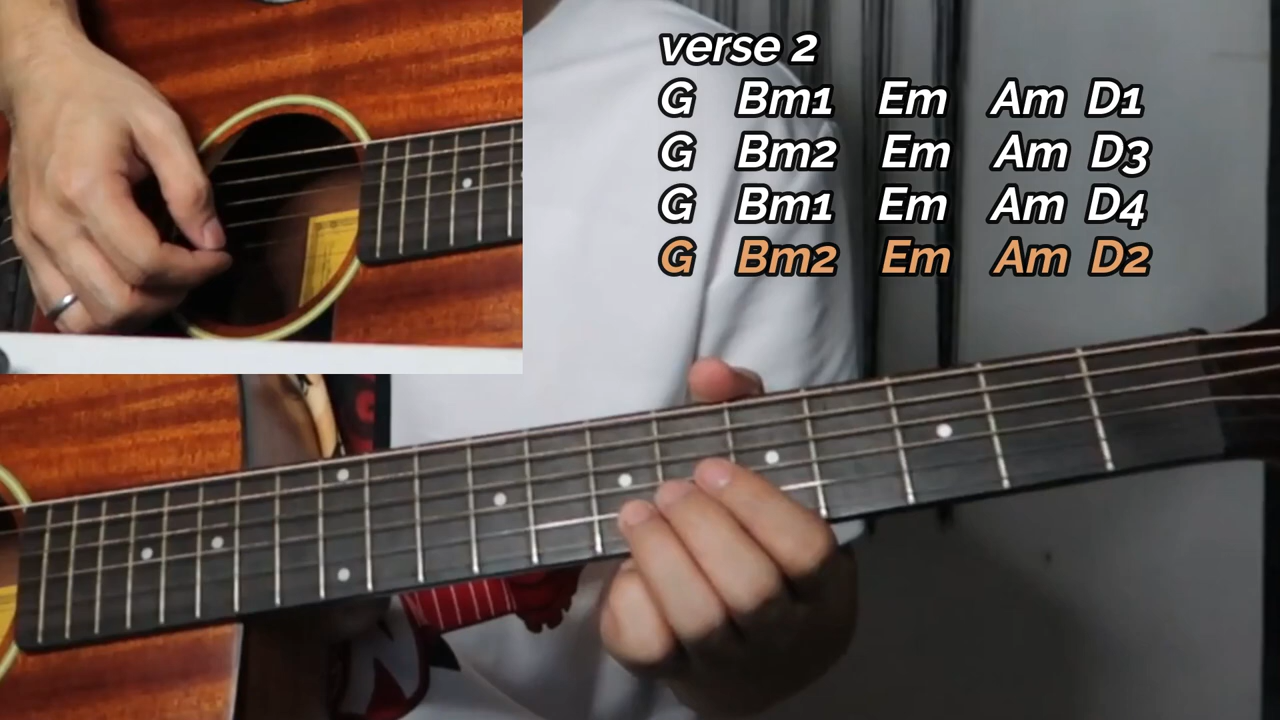 verse 2
G Bm1 Em Am D1
G Bm2 Em Am D3
G Bm1 Em Am D4
G Bm2 Em Am D2